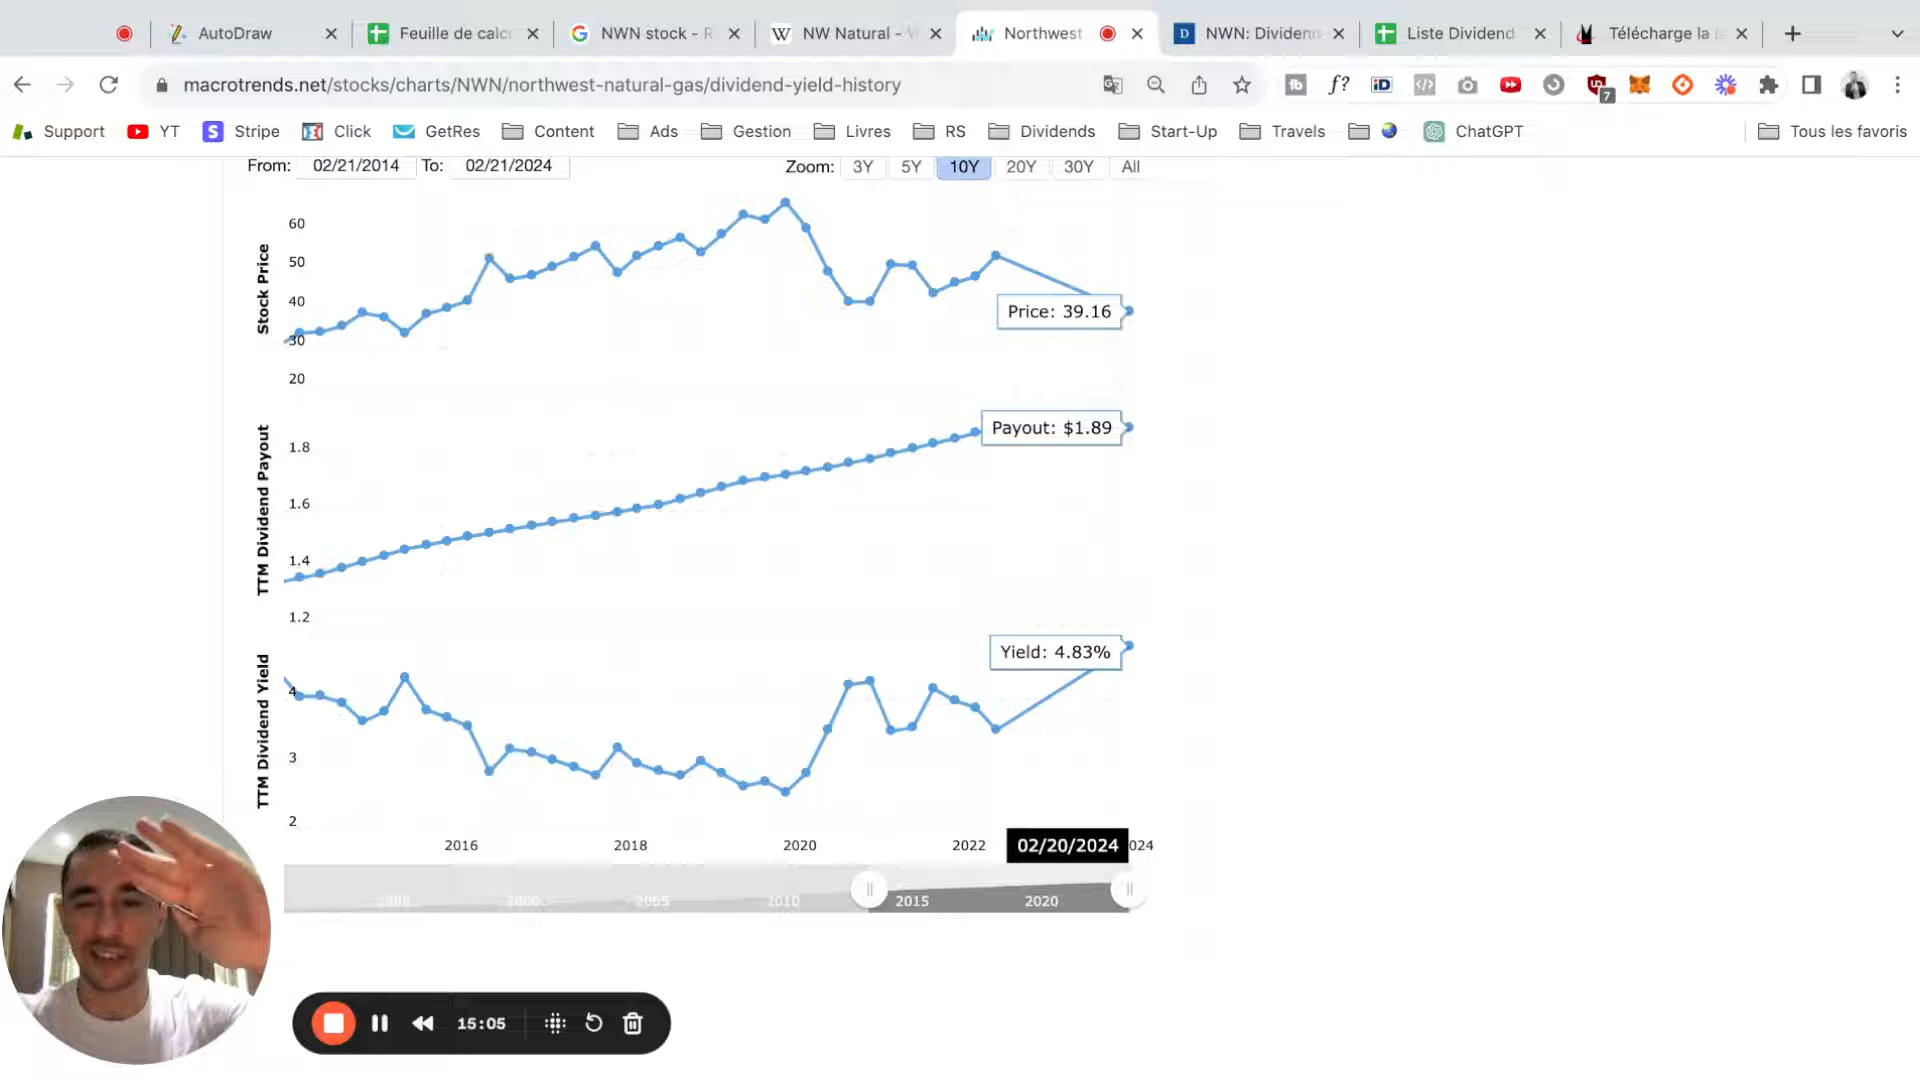 AutoDraw
Feuille de calc
NWN stock - R
NW Natural -
Northwest
NWN: Dividend
Liste Dividend
Télécharge la
macrotrends.net/stocks/charts/NWN/northwest-natural-gas/dividend-yield-history
7
Support YT Stripe Click GetRes Content Ads Gestion Livres RS Dividends Start-Up Travels ChatGPT Tous les favoris
From: 02/21/2014 To: 02/21/2024
Zoom: 3Y 5Y 10Y 20Y 30Y All
Stock Price
60
50
40
30
20
Price: 39.16
TTM Dividend Payout
1.8
1.6
1.4
1.2
Payout: $1.89
TTM Dividend Yield
4
3
2
Yield: 4.83%
2016 2018 2020 2022 02/20/2024 024
2000 2005 2010 2015 2020
15:05